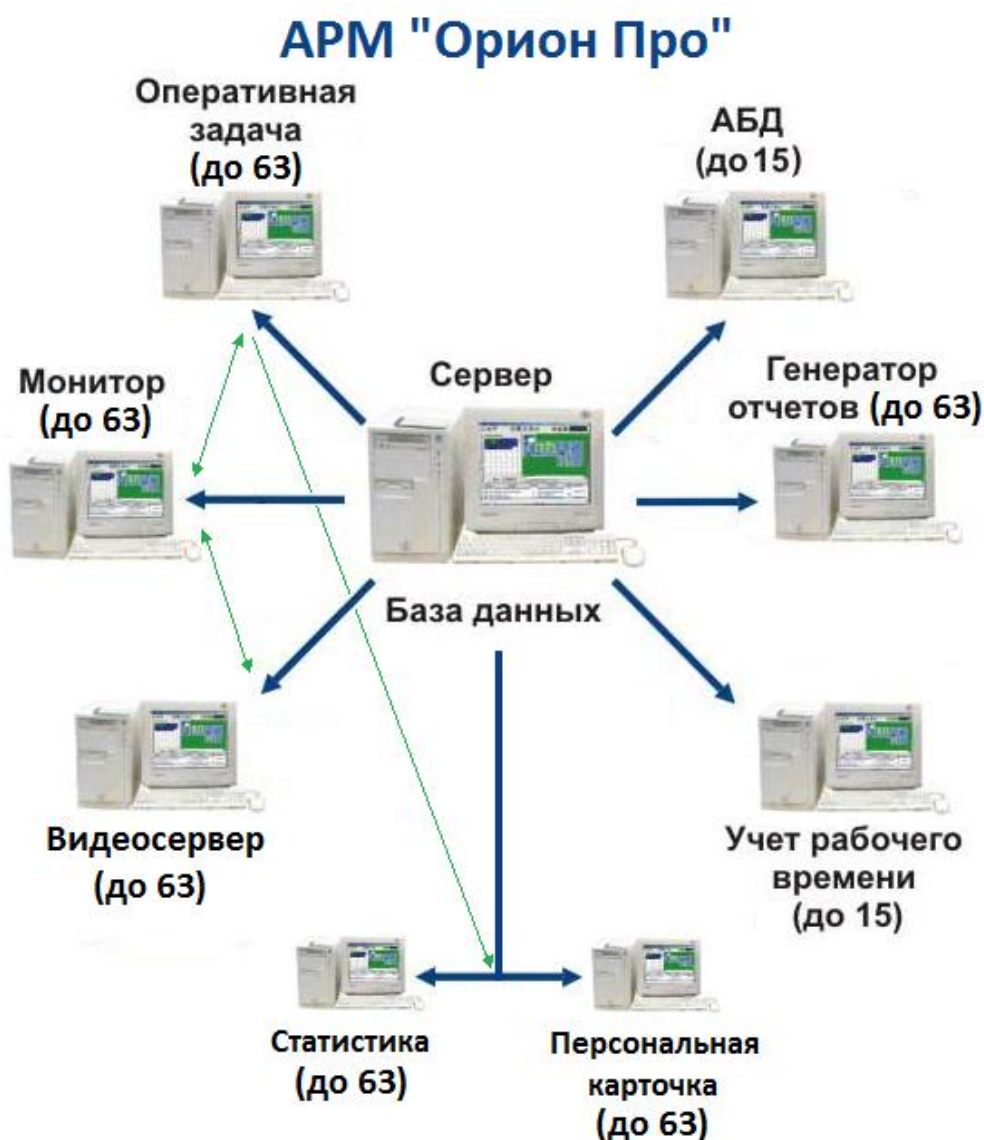 АРМ "Орион Про"
Оперативная
задача
(до 63)
АБД
(до 15)
Монитор
(до 63)
Сервер
Генератор
отчетов (до 63)
База данных
Видеосервер
(до 63)
Учет рабочего
времени
(до 15)
Статистика
(до 63)
Персональная
карточка
(до 63)